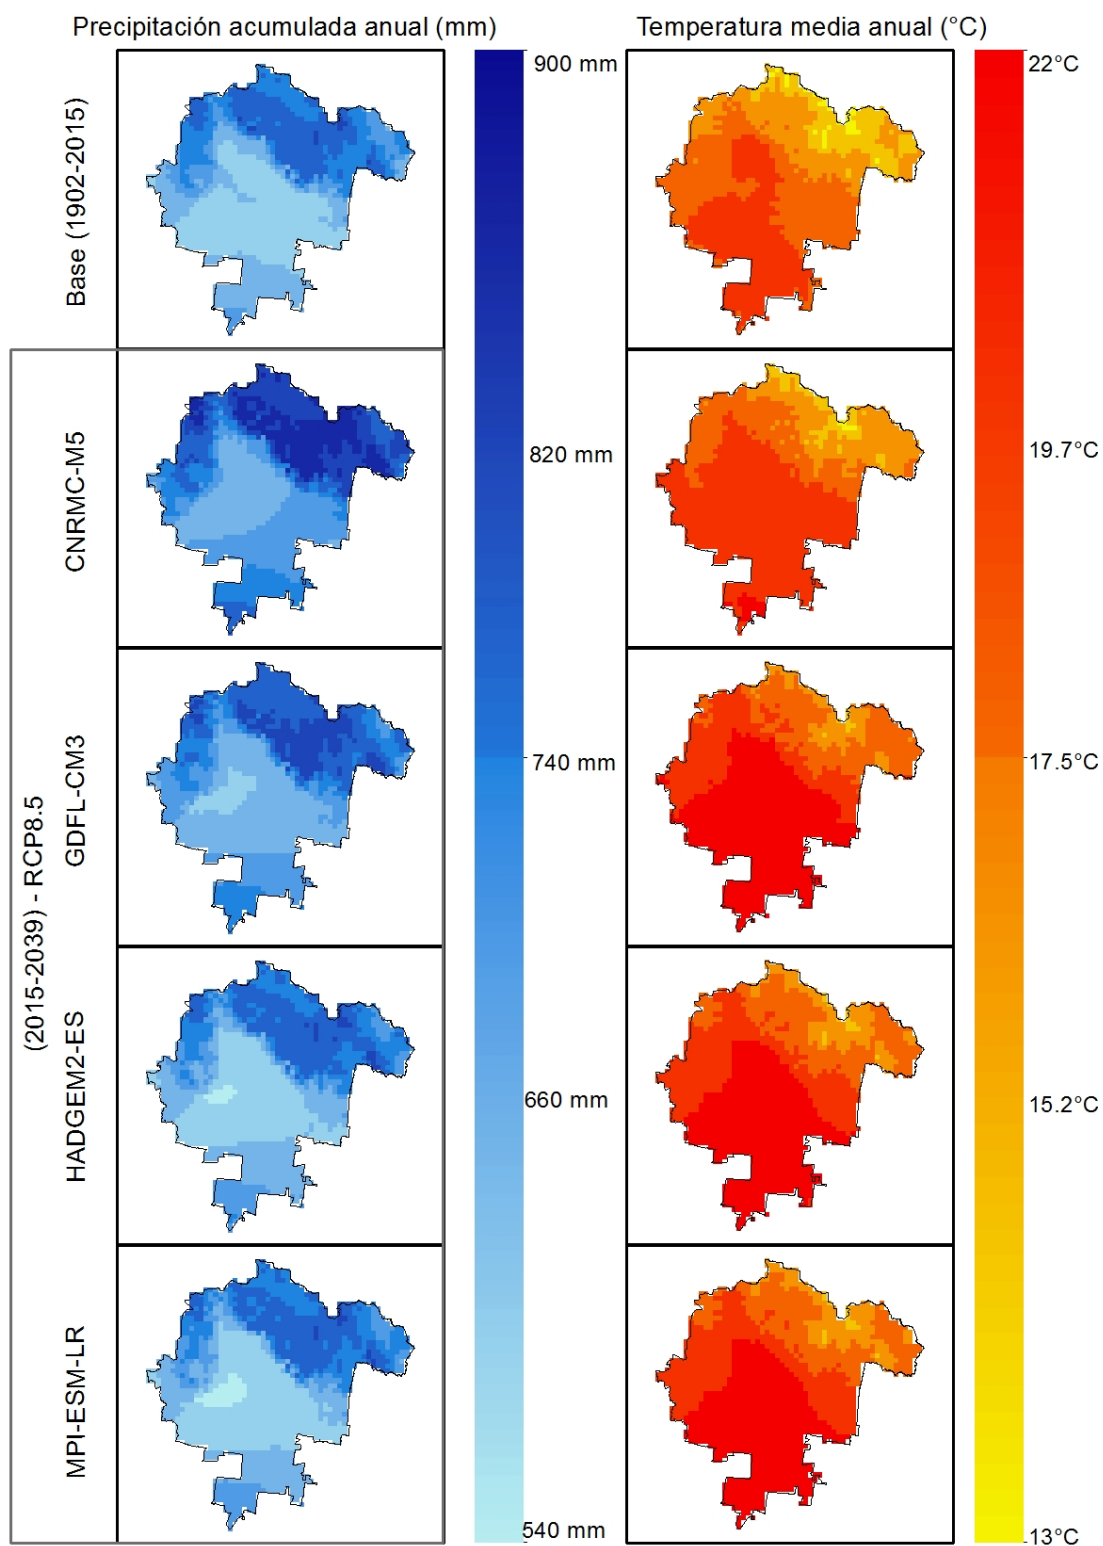 Precipitación acumulada anual (mm)
Temperatura media anual (°C)
Base (1902-2015)
900 mm
22°C
(2015-2039) - RCP8.5
CNRMC-M5
820 mm
19.7°C
GDFL-CM3
740 mm
17.5°C
HADGEM2-ES
660 mm
15.2°C
MPI-ESM-LR
540 mm
13°C